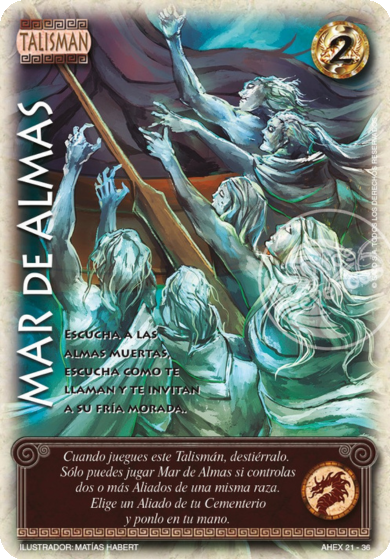 TALISMAN
2
MAR DE ALMAS
ESCUCHA A LAS
ALMAS MUERTAS,
ESCUCHA COMO TE
LLAMAN Y TE INVITAN
A SU FRÍA MORADA..
Cuando juegues este Talismán, destiérralo.
Sólo puedes jugar Mar de Almas si controlas
dos o más Aliados de una misma raza.
Elige un Aliado de tu Cementerio
y ponlo en tu mano.
ILUSTRADOR: MATÍAS HABERT
AHEX 21 - 36